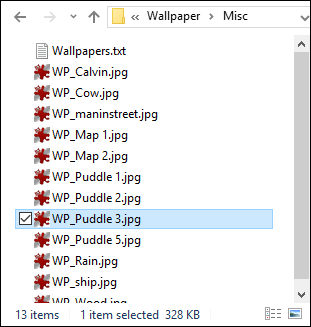 Wallpaper > Misc
Wallpapers.txt
WP_Calvin.jpg
WP_Cow.jpg
WP_maninstreet.jpg
WP_Map 1.jpg
WP_Map 2.jpg
WP_Puddle 1.jpg
WP_Puddle 2.jpg
WP_Puddle 3.jpg
WP_Puddle 5.jpg
WP_Rain.jpg
WP_ship.jpg
WP_Wood.jpg
13 items 1 item selected 328 KB